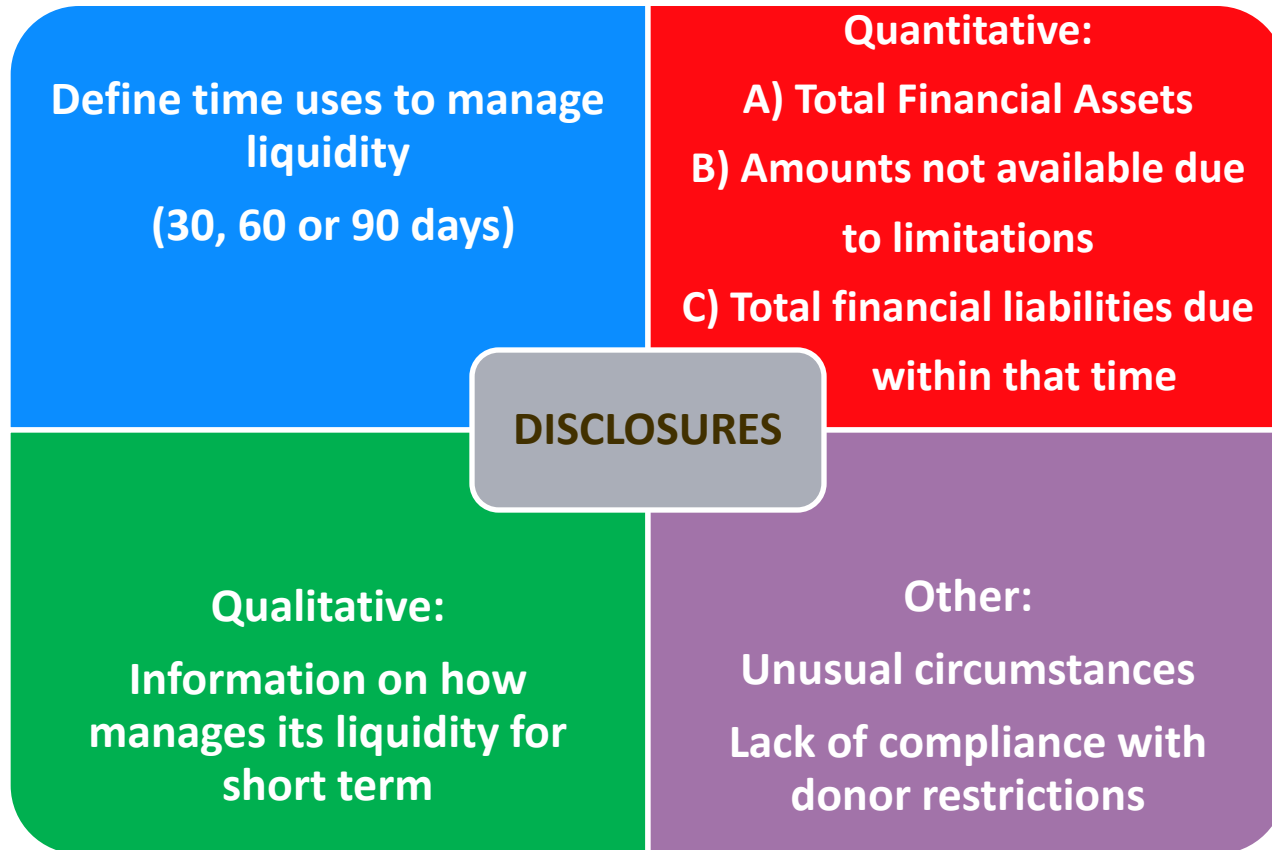 Define time uses to manage
liquidity
(30, 60 or 90 days)
Quantitative:
A) Total Financial Assets
B) Amounts not available due
to limitations
C) Total financial liabilities due
within that time
DISCLOSURES
Qualitative:
Information on how
manages its liquidity for
short term
Other:
Unusual circumstances
Lack of compliance with
donor restrictions